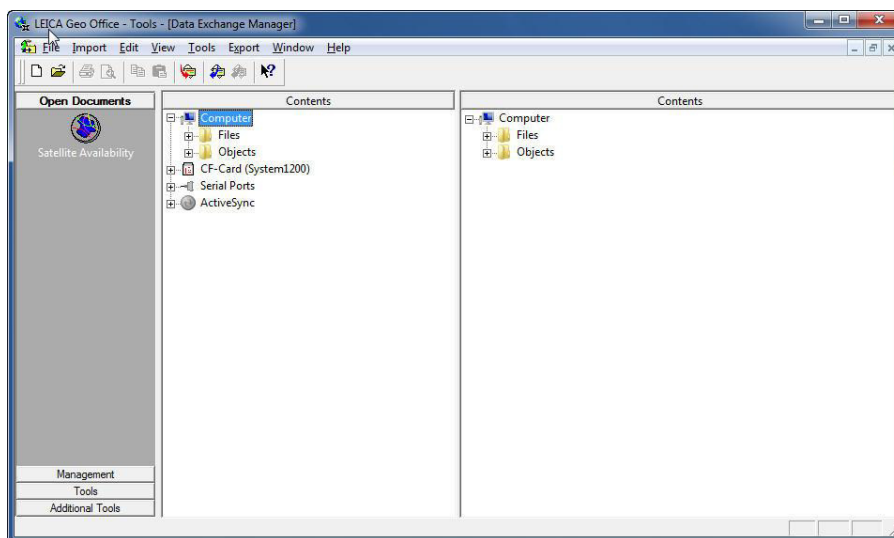 LEICA Geo Office - Tools - [Data Exchange Manager]
File Import Edit View Tools Export Window Help
Open Documents
Satellite Availability
Management
Tools
Additional Tools
Contents
Computer
Files
Objects
CF-Card (System1200)
Serial Ports
ActiveSync
Contents
Computer
Files
Objects